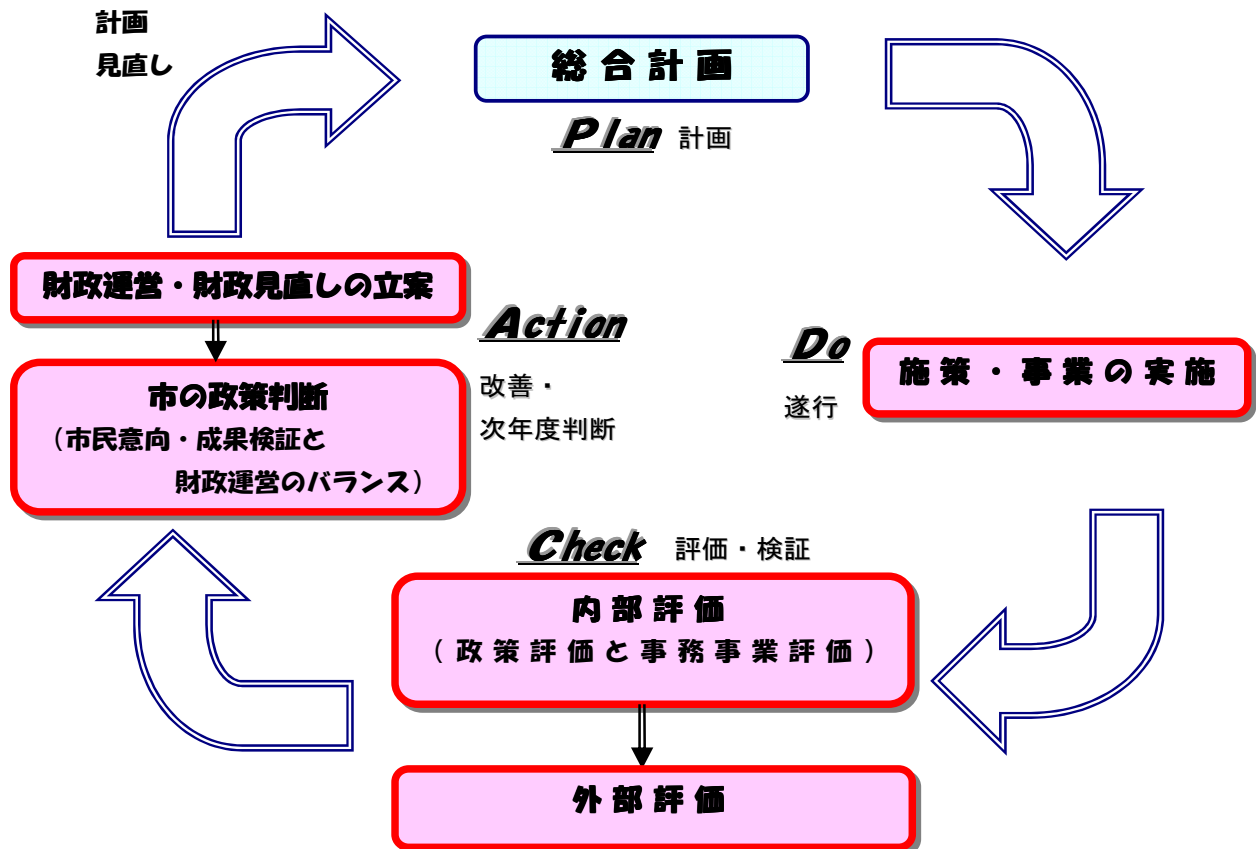 計画
見直し
総合計画
Plan 計画
財政運営・財政見直しの立案
Action
改善・
次年度判断
市の政策判断
（市民意向・成果検証と
財政運営のバランス）
Do
遂行
施策・事業の実施
Check 評価・検証
内部評価
（政策評価と事務事業評価）
外部評価